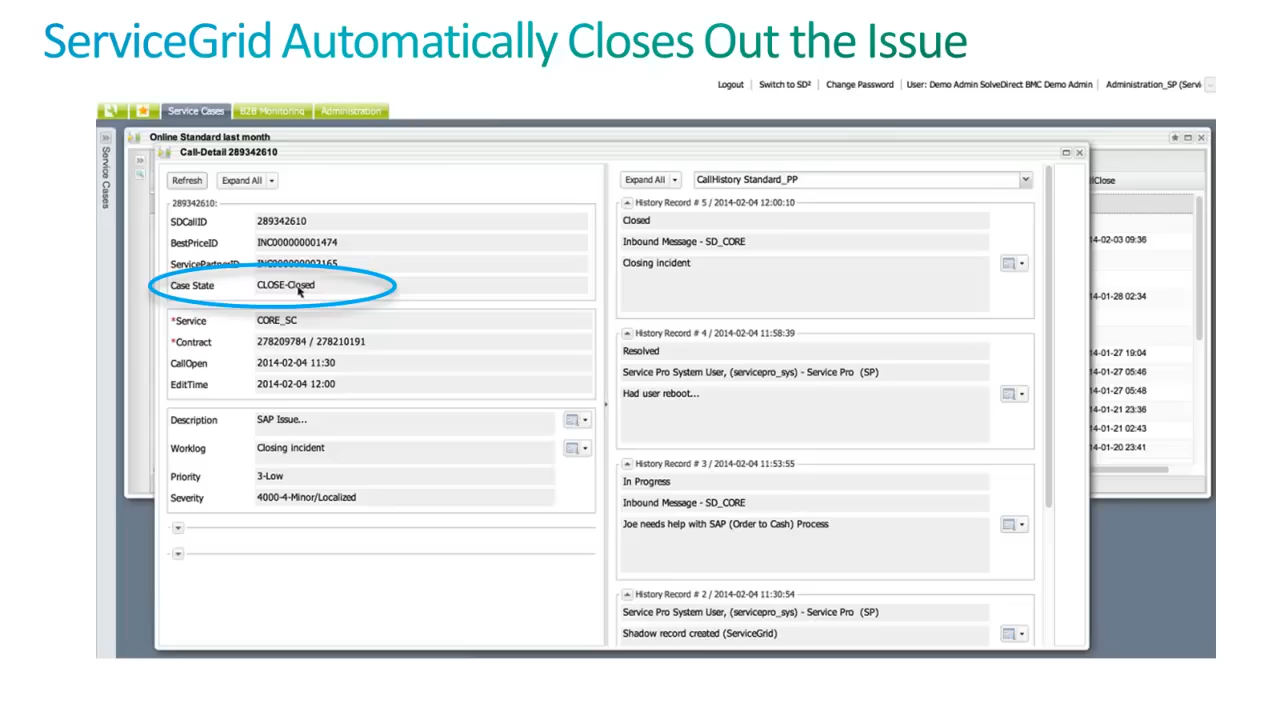 ServiceGrid Automatically Closes Out the Issue
Logout | Switch to SD² | Change Password | User: Demo Admin SolveDirect BMC Demo Admin | Administration_SP (Servi
Service Cases B2B Monitoring Administration
Service Cases
Online Standard last month
Call-Detail 289342610
Refresh Expand All
289342610:
SDCallID 289342610
BestPriceID INC000000001474
ServicePartnerID INC000000002165
Case State CLOSE-Closed
*Service CORE_SC
*Contract 278209784 / 278210191
CallOpen 2014-02-04 11:30
EditTime 2014-02-04 12:00
Description SAP Issue...
Worklog Closing incident
Priority 3-Low
Severity 4000-4-Minor/Localized
Expand All CallHistory Standard_PP
History Record # 5 / 2014-02-04 12:00:10
Closed
Inbound Message - SD_CORE
Closing incident
History Record # 4 / 2014-02-04 11:58:39
Resolved
Service Pro System User, (servicepro_sys) - Service Pro (SP)
Had user reboot...
History Record # 3 / 2014-02-04 11:53:55
In Progress
Inbound Message - SD_CORE
Joe needs help with SAP (Order to Cash) Process
History Record # 2 / 2014-02-04 11:30:54
Service Pro System User, (servicepro_sys) - Service Pro (SP)
Shadow record created (ServiceGrid)
lClose
14-02-03 09:36
14-01-28 02:34
14-01-27 19:04
14-01-27 05:46
14-01-27 05:48
14-01-21 23:36
14-01-21 02:43
14-01-20 23:41